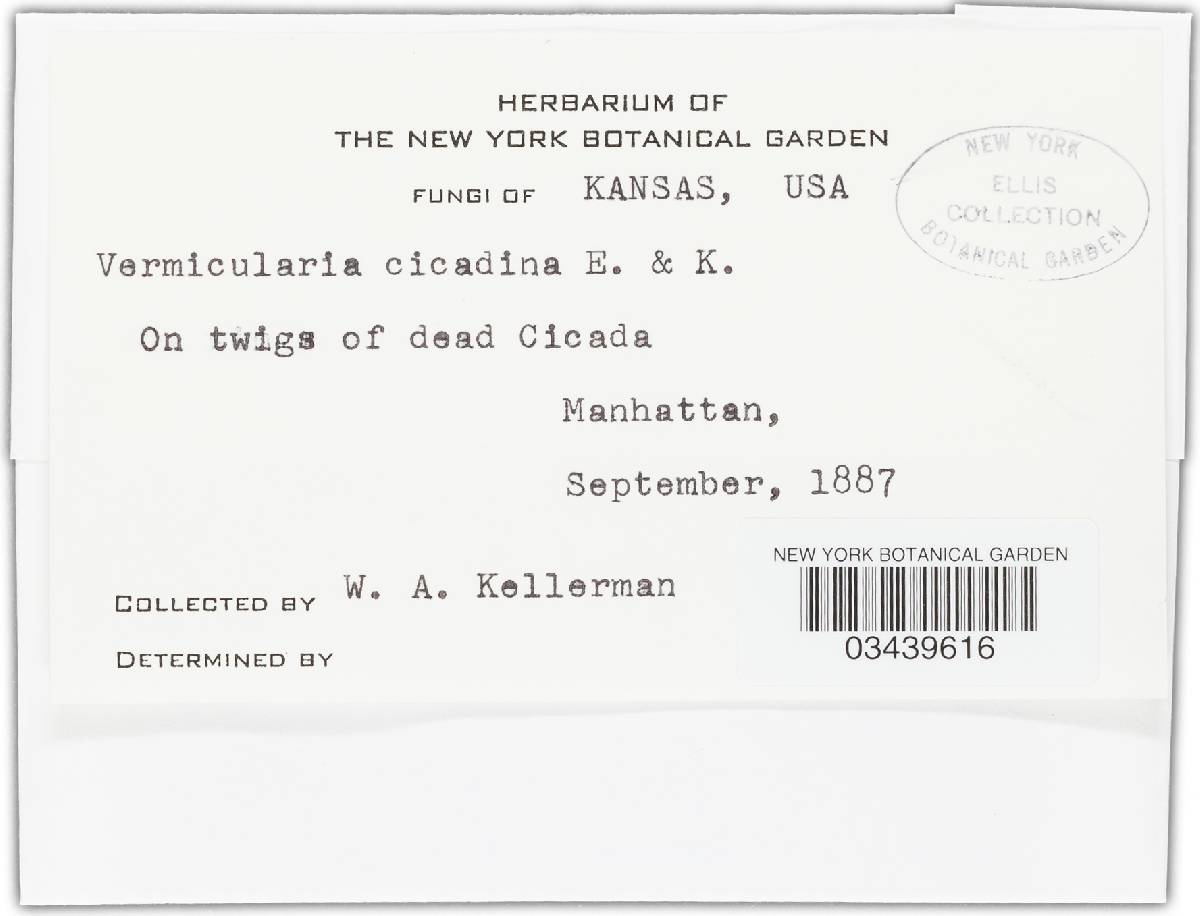 HERBARIUM OF
THE NEW YORK BOTANICAL GARDEN
FUNGI OF KANSAS, USA
NEW YORK
ELLIS
COLLECTION
BOTANICAL GARDEN
Vermicularia cicadina E. & K.
On twigs of dead Cicada
Manhattan,
September, 1887
COLLECTED BY W. A. Kellerman
DETERMINED BY
NEW YORK BOTANICAL GARDEN
03439616